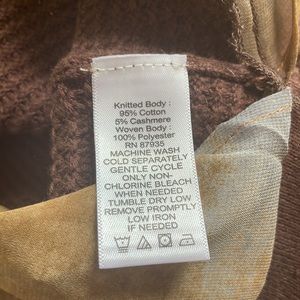 Knitted Body :
95% Cotton
5% Cashmere
Woven Body :
100% Polyester
RN 87935
MACHINE WASH
COLD SEPARATELY
GENTLE CYCLE
ONLY NON-
CHLORINE BLEACH
WHEN NEEDED
TUMBLE DRY LOW
REMOVE PROMPTLY
LOW IRON
IF NEEDED